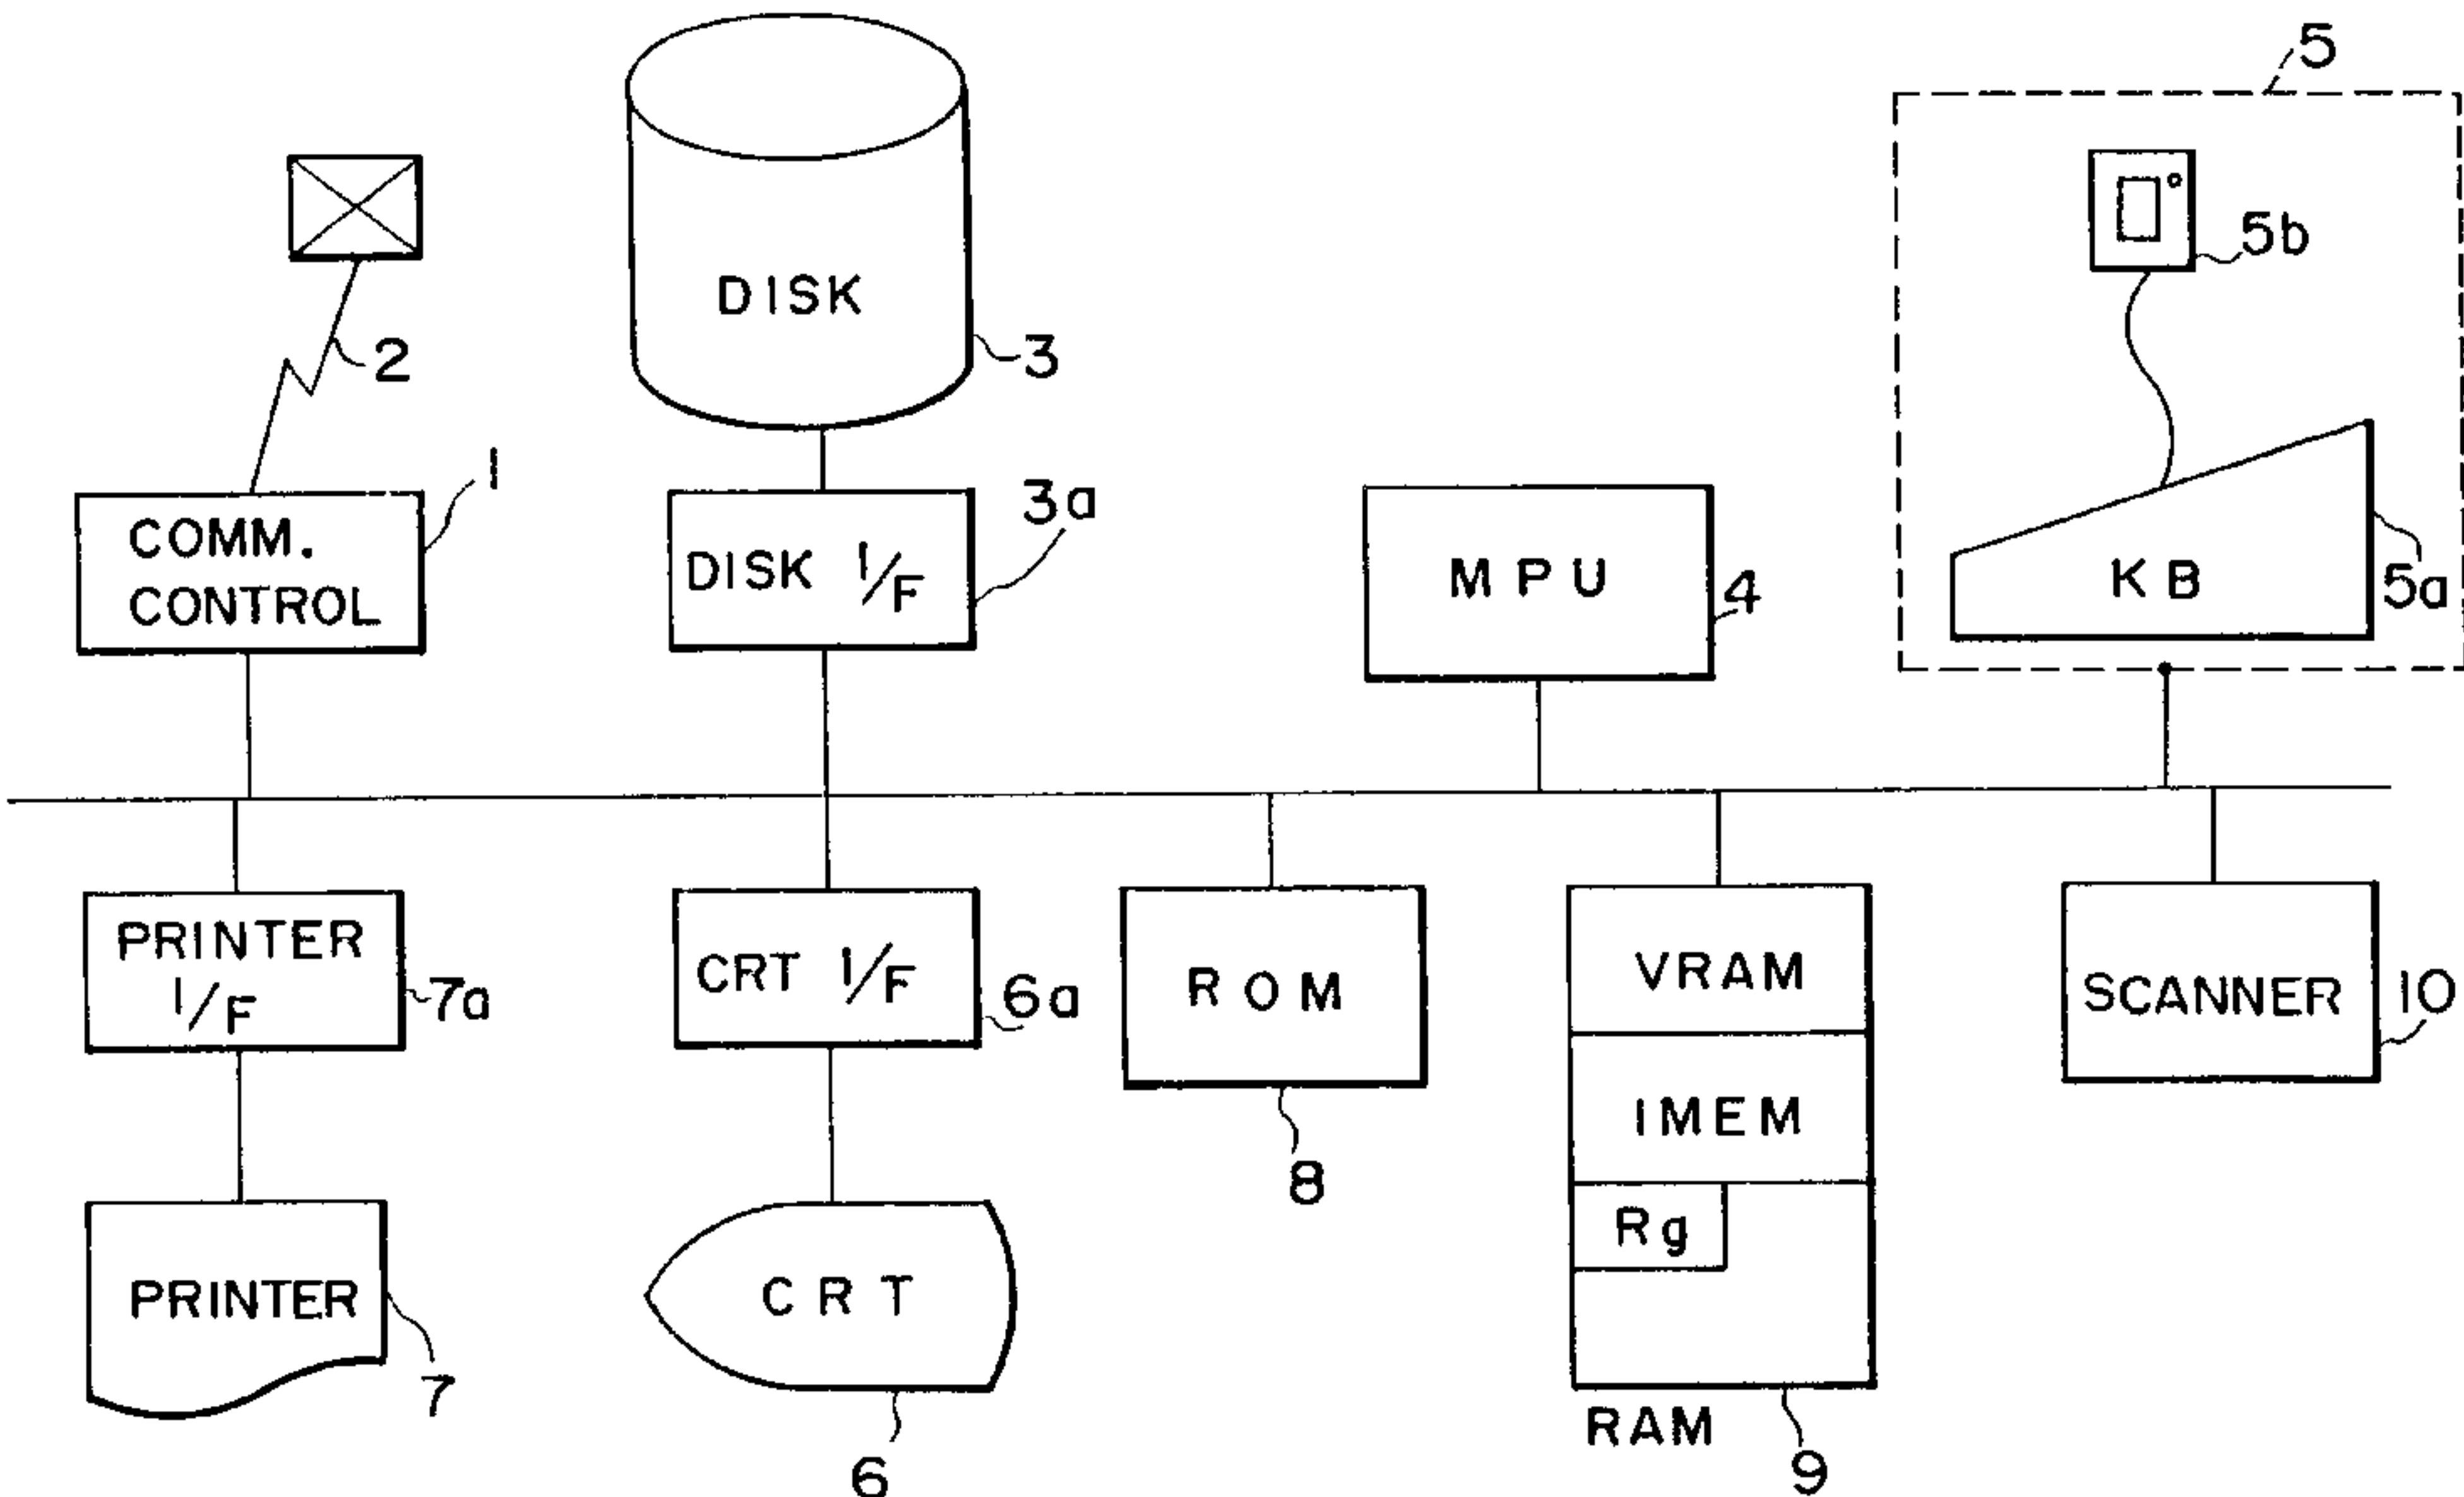 5
5b
DISK
2
3
1
3a
COMM.
CONTROL
DISK I/F
MPU
4
KB
5a
PRINTER
I/F
7a
CRT I/F
6a
ROM
VRAM
SCANNER
10
IMEM
8
Rg
PRINTER
CRT
7
RAM
6
9